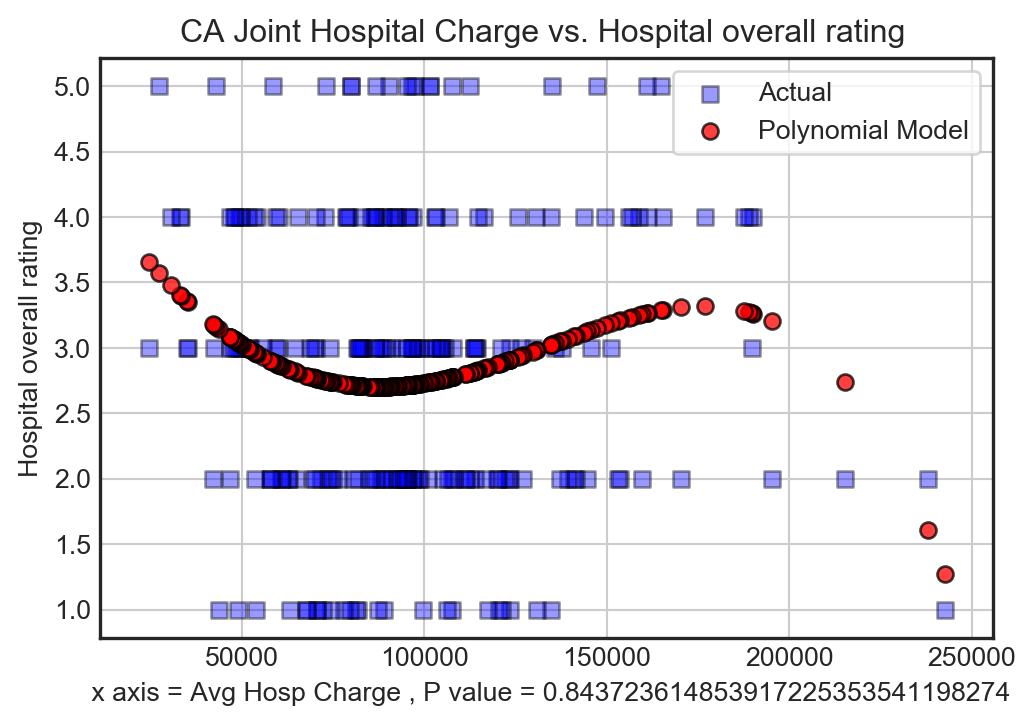 CA Joint Hospital Charge vs. Hospital overall rating
Actual
Polynomial Model
Hospital overall rating
5.0
4.5
4.0
3.5
3.0
2.5
2.0
1.5
1.0
50000 100000 150000 200000 250000
x axis = Avg Hosp Charge , P value = 0.843723614853917225353541198274